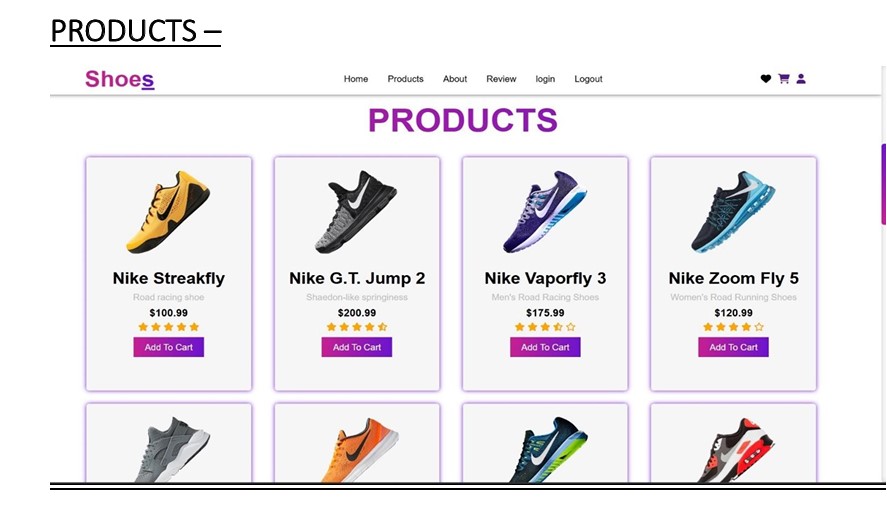 PRODUCTS –
Shoes Home Products About Review login Logout
PRODUCTS
Nike Streakfly
Road racing shoe
$100.99
Add To Cart
Nike G.T. Jump 2
Shaedon-like springiness
$200.99
Add To Cart
Nike Vaporfly 3
Men's Road Racing Shoes
$175.99
Add To Cart
Nike Zoom Fly 5
Women's Road Running Shoes
$120.99
Add To Cart